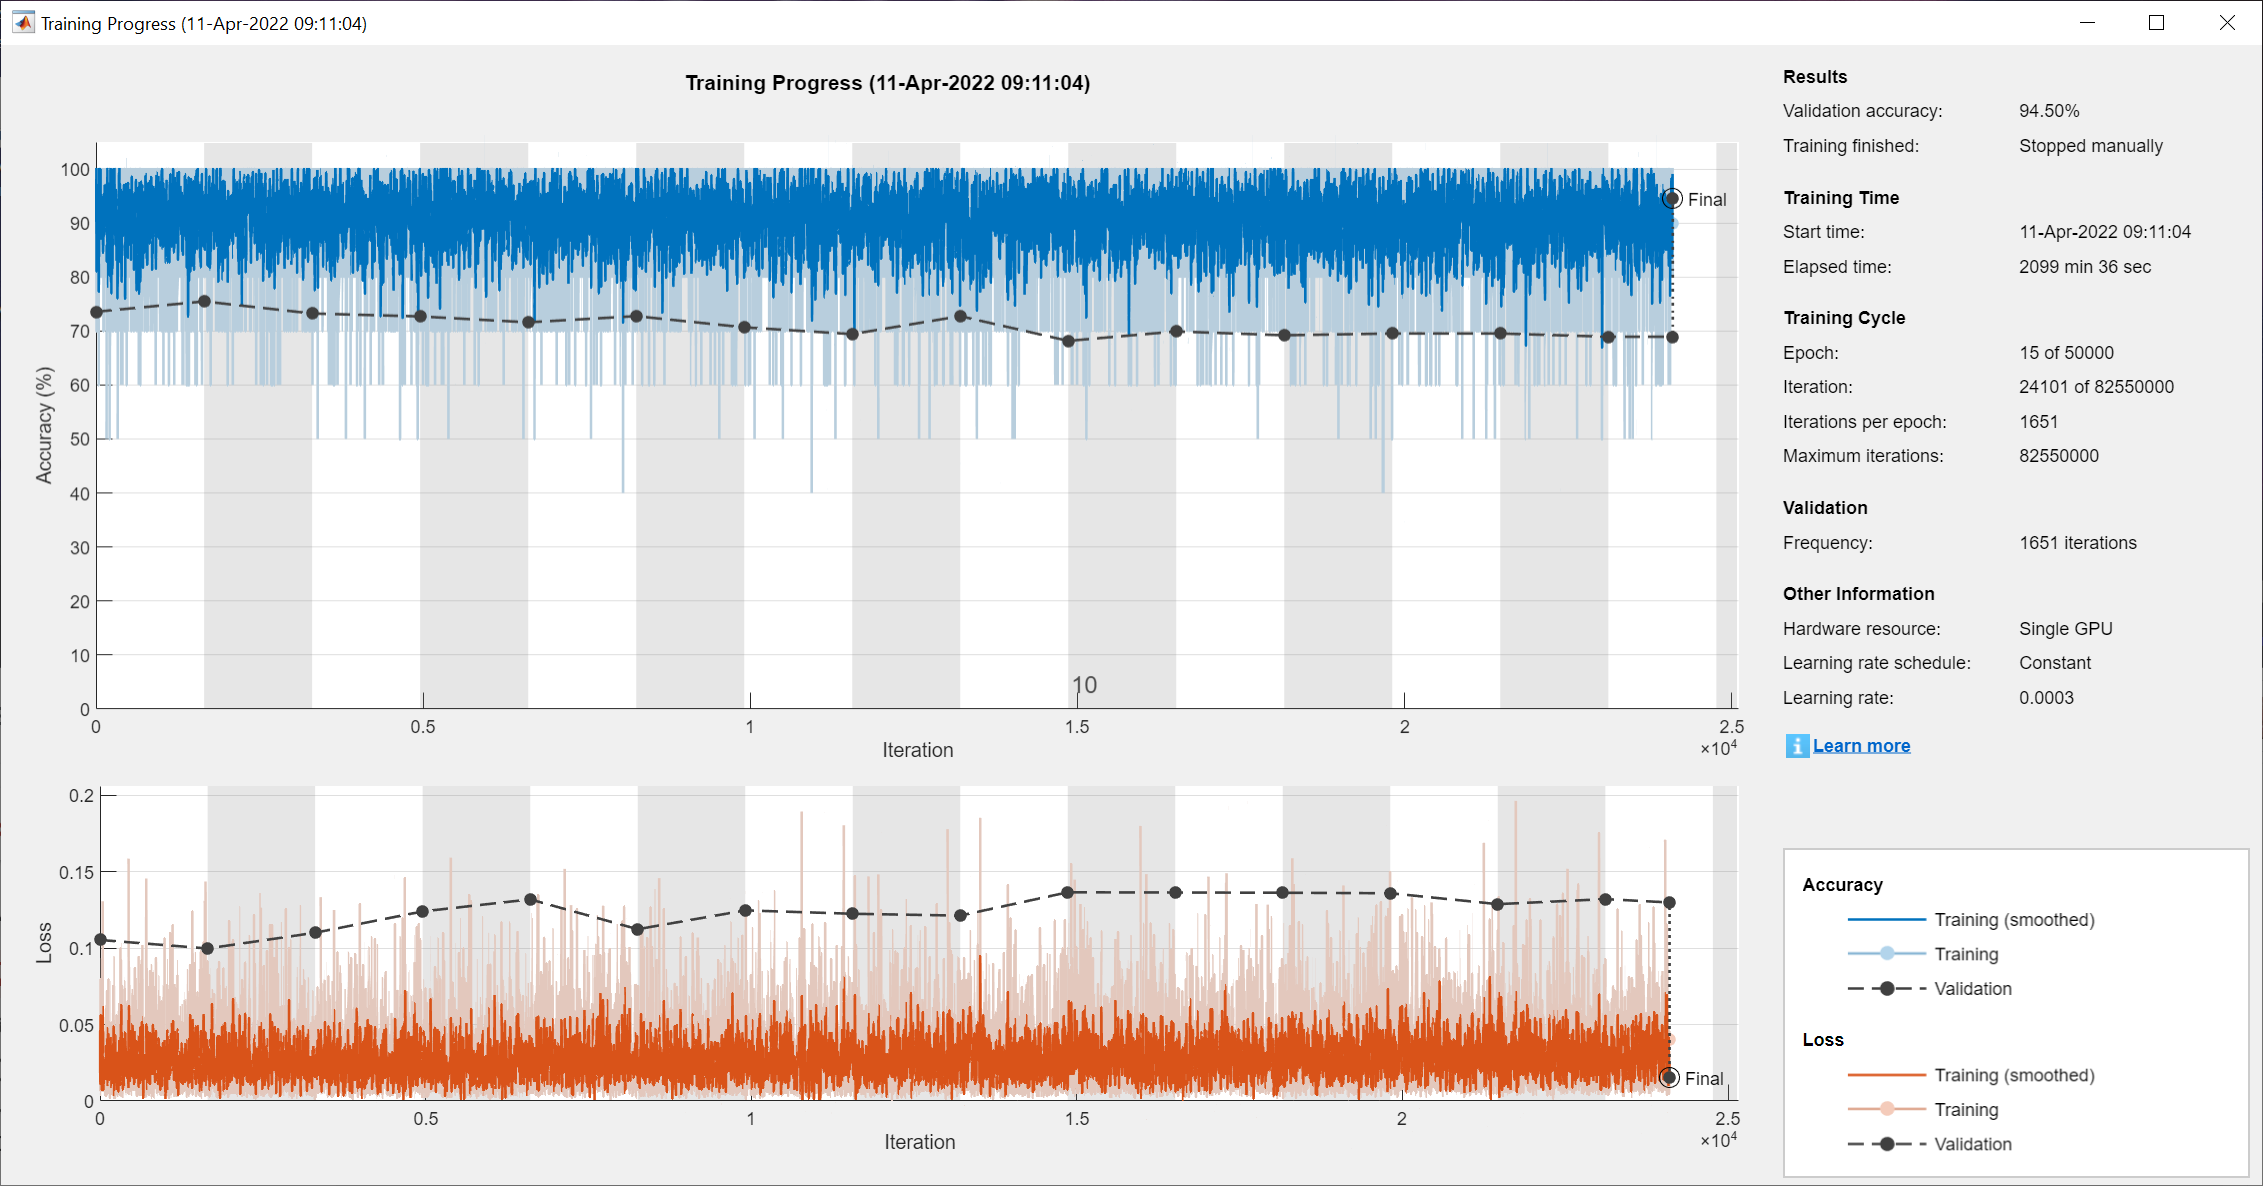 Training Progress (11-Apr-2022 09:11:04)
Training Progress (11-Apr-2022 09:11:04)
100
90
80
70
60
50
40
30
20
10
0
Accuracy (%)
Final
10
0 0.5 1 1.5 2 2.5
Iteration
×10⁴
0.2
0.15
0.1
0.05
0
Loss
Final
0 0.5 1 1.5 2 2.5
Iteration
×10⁴
Results
Validation accuracy: 94.50%
Training finished: Stopped manually
Training Time
Start time: 11-Apr-2022 09:11:04
Elapsed time: 2099 min 36 sec
Training Cycle
Epoch: 15 of 50000
Iteration: 24101 of 82550000
Iterations per epoch: 1651
Maximum iterations: 82550000
Validation
Frequency: 1651 iterations
Other Information
Hardware resource: Single GPU
Learning rate schedule: Constant
Learning rate: 0.0003
i Learn more
Accuracy
Training (smoothed)
Training
Validation
Loss
Training (smoothed)
Training
Validation